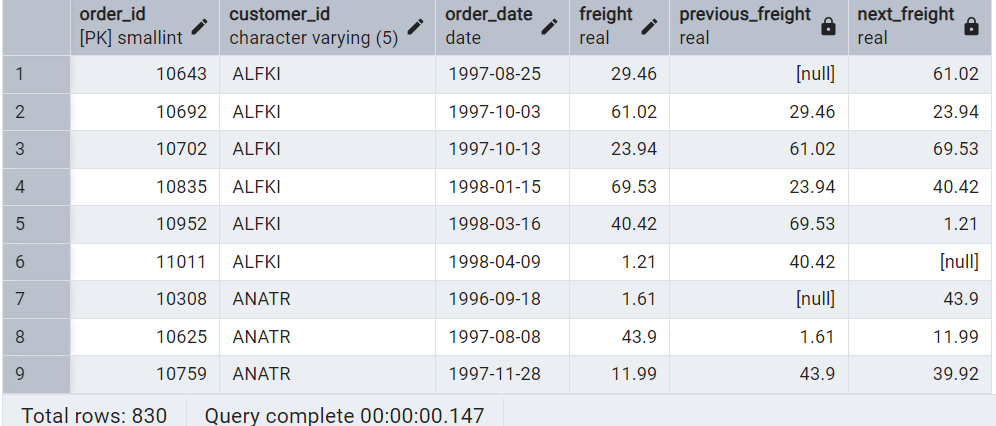 order_id customer_id order_date freight previous_freight next_freight
[PK] smallint character varying (5) date real real real
1 10643 ALFKI 1997-08-25 29.46 [null] 61.02
2 10692 ALFKI 1997-10-03 61.02 29.46 23.94
3 10702 ALFKI 1997-10-13 23.94 61.02 69.53
4 10835 ALFKI 1998-01-15 69.53 23.94 40.42
5 10952 ALFKI 1998-03-16 40.42 69.53 1.21
6 11011 ALFKI 1998-04-09 1.21 40.42 [null]
7 10308 ANATR 1996-09-18 1.61 [null] 43.9
8 10625 ANATR 1997-08-08 43.9 1.61 11.99
9 10759 ANATR 1997-11-28 11.99 43.9 39.92
Total rows: 830 Query complete 00:00:00.147